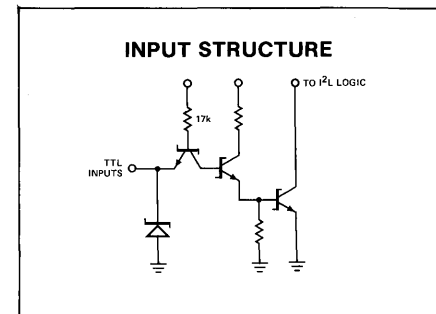 INPUT STRUCTURE
TO I²L LOGIC
17k
TTL
INPUTS